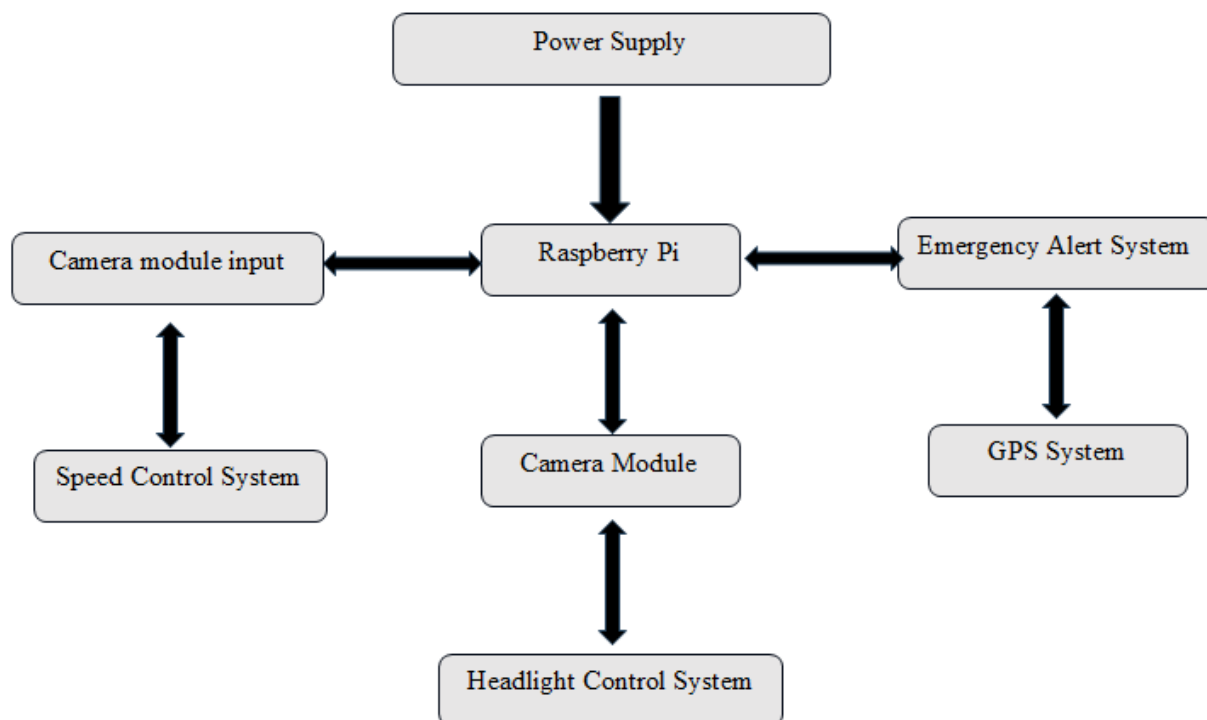 Power Supply
Camera module input
Raspberry Pi
Emergency Alert System
Speed Control System
Camera Module
GPS System
Headlight Control System